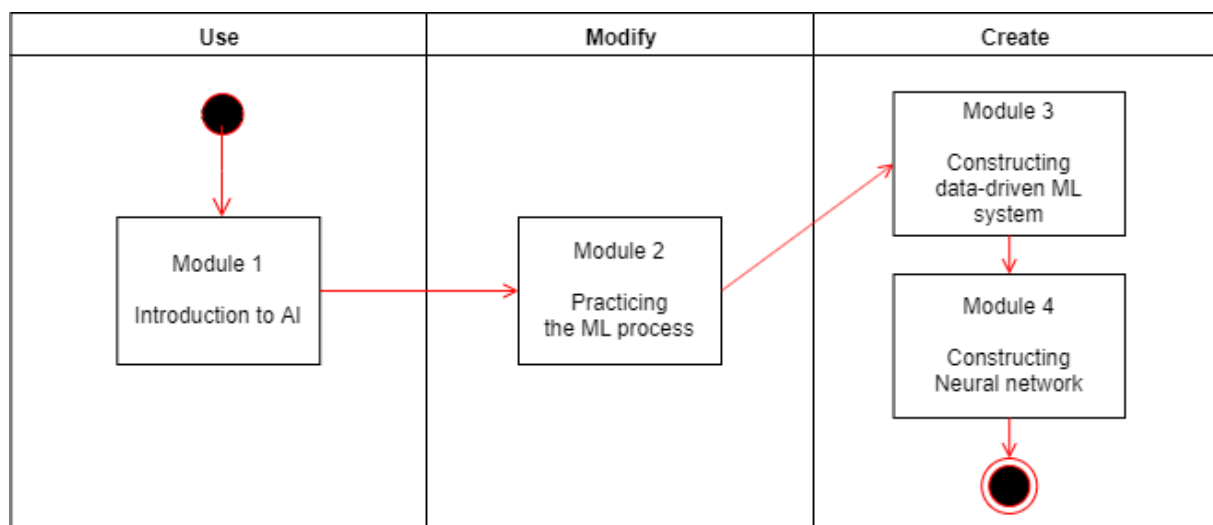 Use
Modify
Create
Module 1
Introduction to AI
Module 2
Practicing
the ML process
Module 3
Constructing
data-driven ML
system
Module 4
Constructing
Neural network